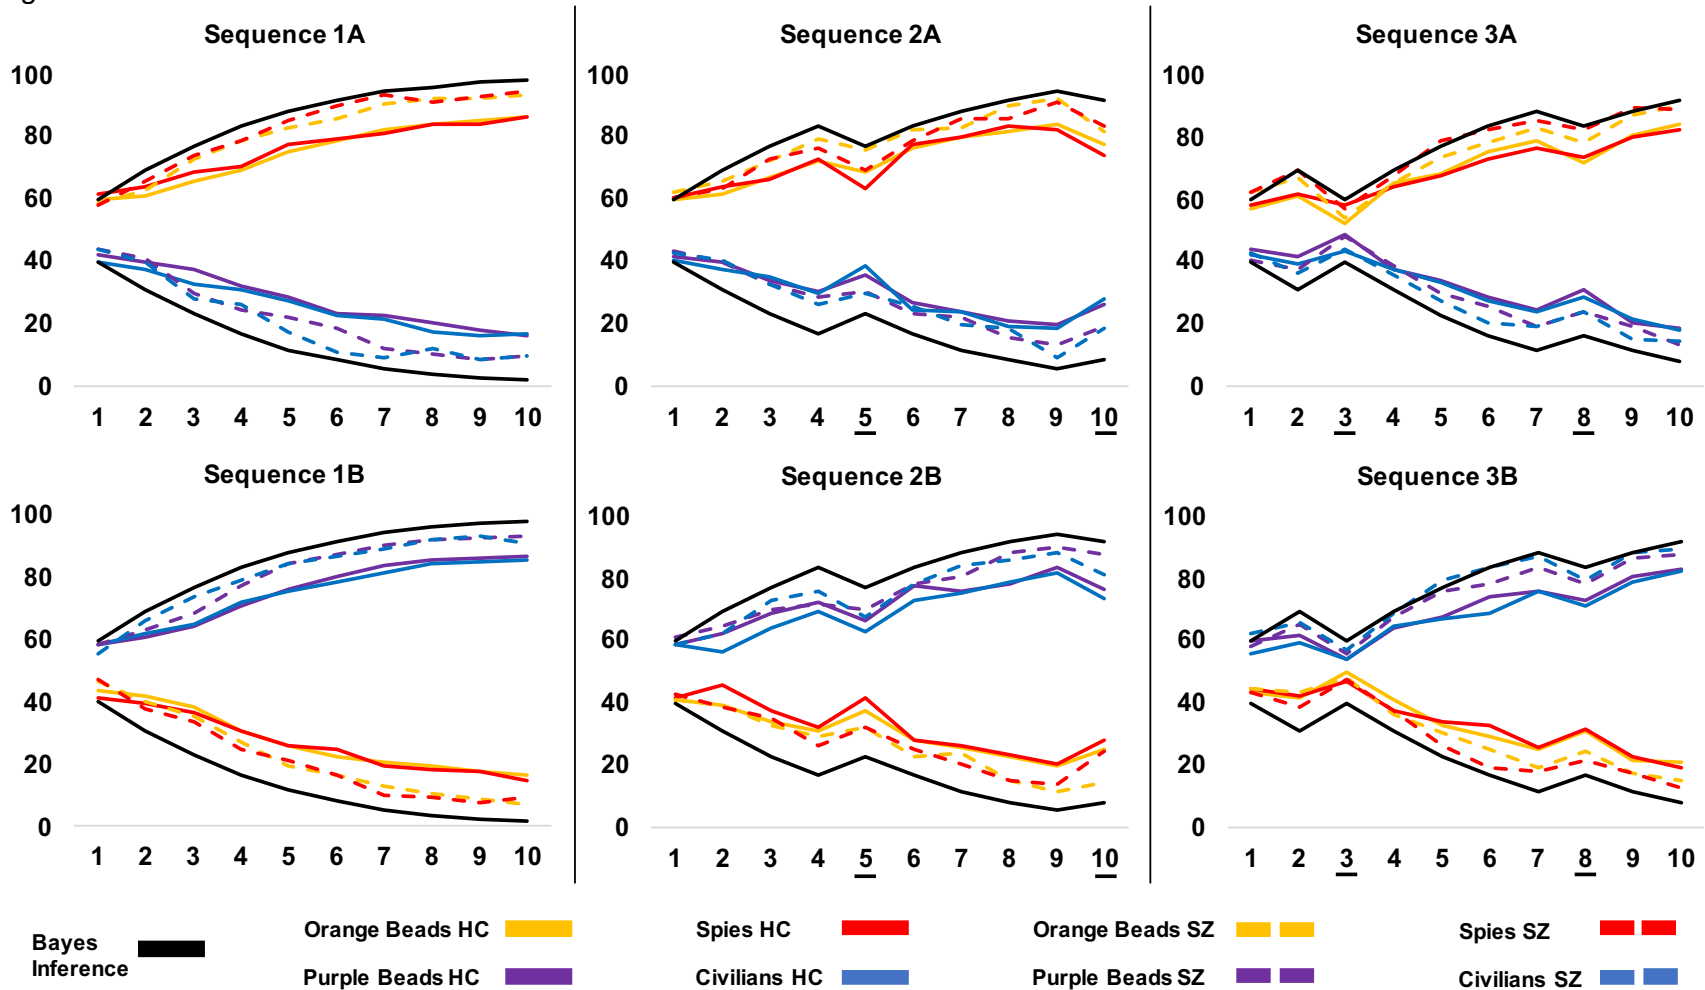 g
Sequence 1A
Sequence 2A
Sequence 3A
100
80
60
40
20
0
1 2 3 4 5 6 7 8 9 10
100
80
60
40
20
0
1 2 3 4 5 6 7 8 9 10
100
80
60
40
20
0
1 2 3 4 5 6 7 8 9 10
Sequence 1B
Sequence 2B
Sequence 3B
100
80
60
40
20
0
1 2 3 4 5 6 7 8 9 10
100
80
60
40
20
0
1 2 3 4 5 6 7 8 9 10
100
80
60
40
20
0
1 2 3 4 5 6 7 8 9 10
Bayes
Inference
Orange Beads HC
Purple Beads HC
Spies HC
Civilians HC
Orange Beads SZ
Purple Beads SZ
Spies SZ
Civilians SZ